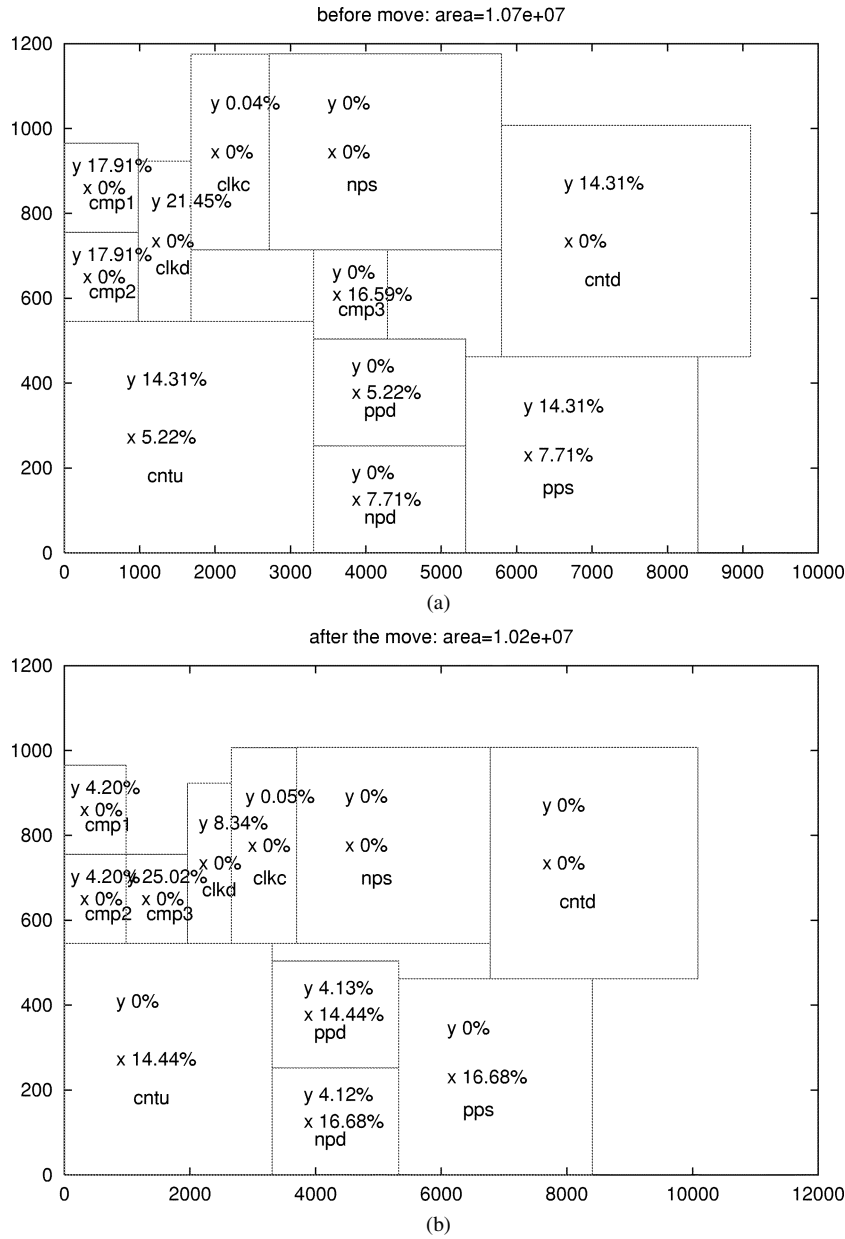 before move: area=1.07e+07
1200
1000
800
600
400
200
0
y 0.04%
x 0%
clkc
y 0%
x 0%
nps
y 17.91%
x 0%
cmp1
y 21.45%
x 0%
clkd
y 14.31%
x 0%
cntd
y 17.91%
x 0%
cmp2
y 0%
x 16.59%
cmp3
y 14.31%
x 5.22%
cntu
y 0%
x 5.22%
ppd
y 14.31%
x 7.71%
pps
y 0%
x 7.71%
npd
0 1000 2000 3000 4000 5000 6000 7000 8000 9000 10000
(a)
after the move: area=1.02e+07
1200
1000
800
600
400
200
0
y 4.20%
x 0%
cmp1
y 8.34%
x 0%
clkd
y 0.05%
x 0%
clkc
y 0%
x 0%
nps
y 0%
x 0%
cntd
y 4.20%
x 0%
cmp2
y 25.02%
x 0%
cmp3
y 0%
x 14.44%
cntu
y 4.13%
x 14.44%
ppd
y 0%
x 16.68%
pps
y 4.12%
x 16.68%
npd
0 2000 4000 6000 8000 10000 12000
(b)